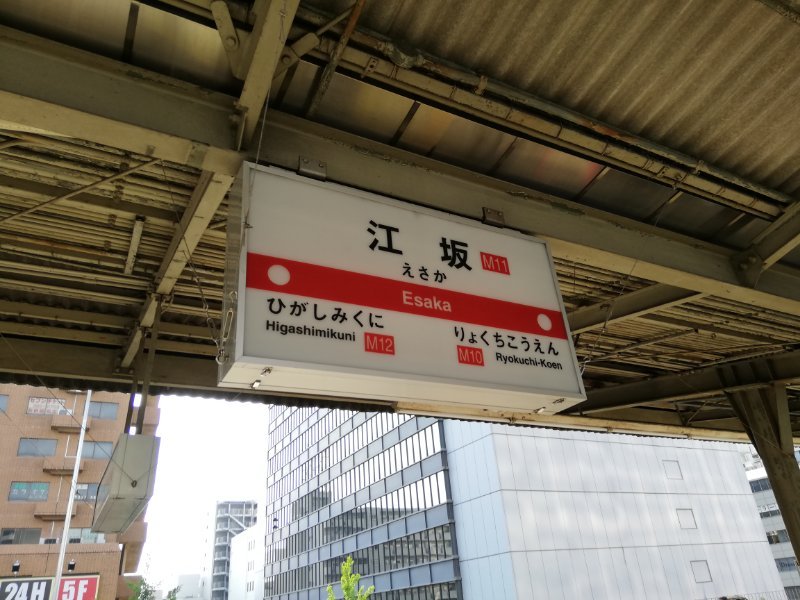 江坂 M11
えさか
Esaka
ひがしみくに
Higashimikuni M12
りょくちこうえん
M10 Ryokuchi-Koen
24H 5F